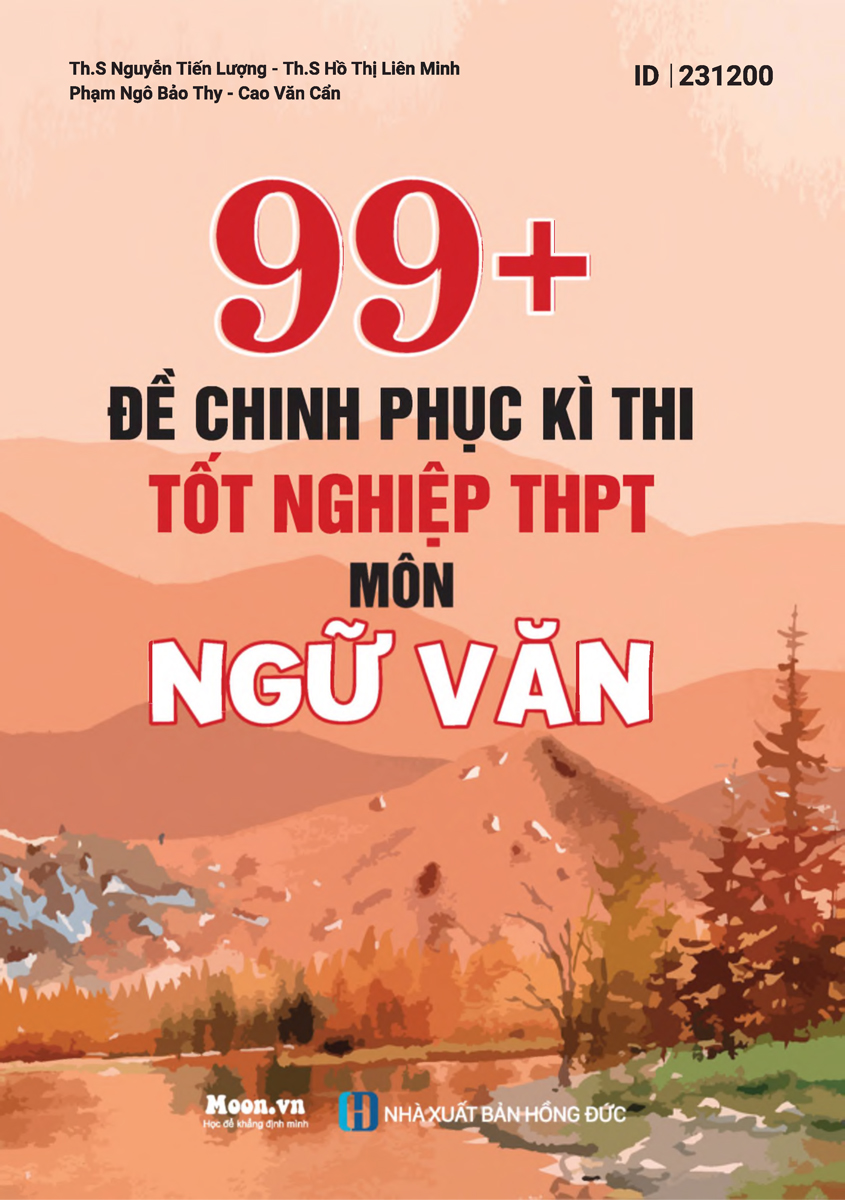 Th.S Nguyễn Tiến Lượng - Th.S Hồ Thị Liên Minh
Phạm Ngô Bảo Thy - Cao Văn Cẩn
ID | 231200
99+
ĐỀ CHINH PHỤC KÌ THI
TỐT NGHIỆP THPT
MÔN
NGỮ VĂN
Moon.vn
Học để khẳng định mình
NHÀ XUẤT BẢN HỒNG ĐỨC